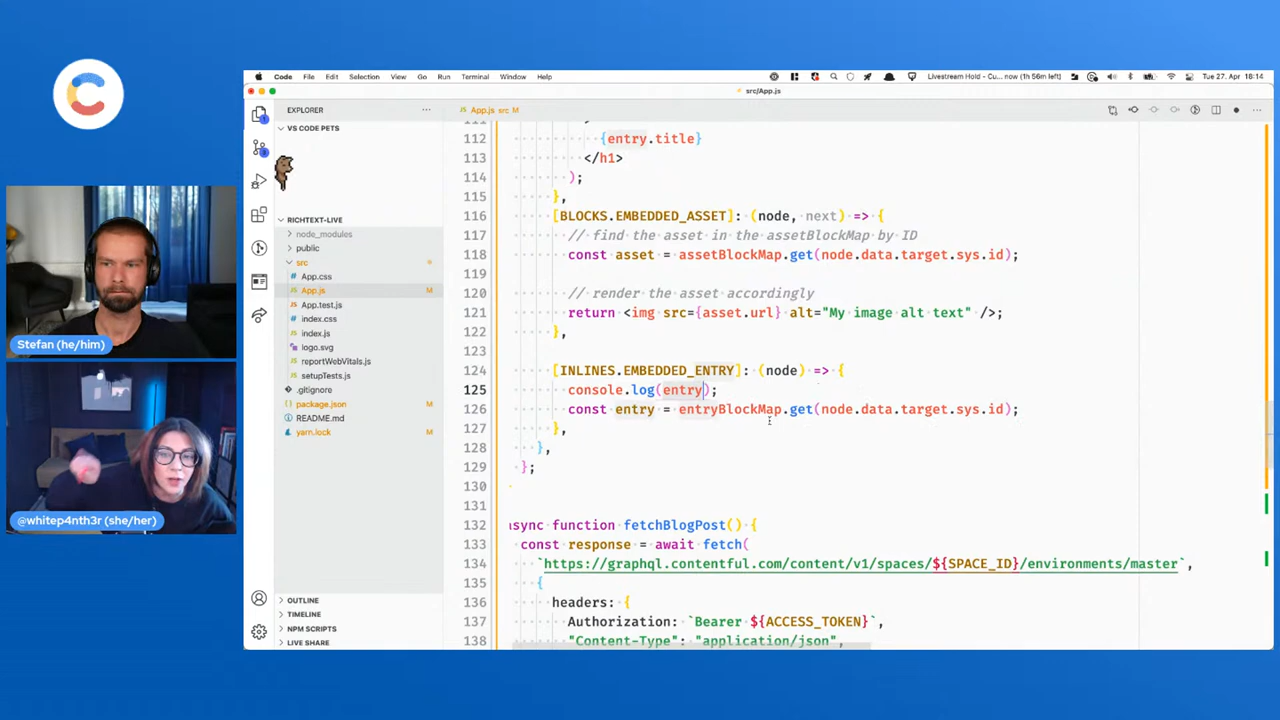 Code File Edit Selection View Go Run Terminal Window Help Livestream Hold - Cu... now (1h 56m left) Tue 27. Apr 18:14
src/App.js
EXPLORER ···
App.js src M
VS CODE PETS
RICHTEXT-LIVE
node_modules
public
src
App.css
App.js M
App.test.js
index.css
index.js
logo.svg
reportWebVitals.js
setupTests.js
.gitignore
package.json M
README.md
yarn.lock M
OUTLINE
TIMELINE
NPM SCRIPTS
LIVE SHARE
112 {entry.title}
113 </h1>
114 );
115 },
116 [BLOCKS.EMBEDDED_ASSET]: (node, next) => {
117 // find the asset in the assetBlockMap by ID
118 const asset = assetBlockMap.get(node.data.target.sys.id);
119
120 // render the asset accordingly
121 return <img src={asset.url} alt="My image alt text" />;
122 },
123
124 [INLINES.EMBEDDED_ENTRY]: (node) => {
125 console.log(entry);
126 const entry = entryBlockMap.get(node.data.target.sys.id);
127 },
128 },
129 };
130
131
132 sync function fetchBlogPost() {
133 const response = await fetch(
134 `https://graphql.contentful.com/content/v1/spaces/${SPACE_ID}/environments/master`,
135 {
136 headers: {
137 Authorization: `Bearer ${ACCESS_TOKEN}`,
138 "Content-Type": "application/json",
Stefan (he/him)
@whitep4nth3r (she/her)